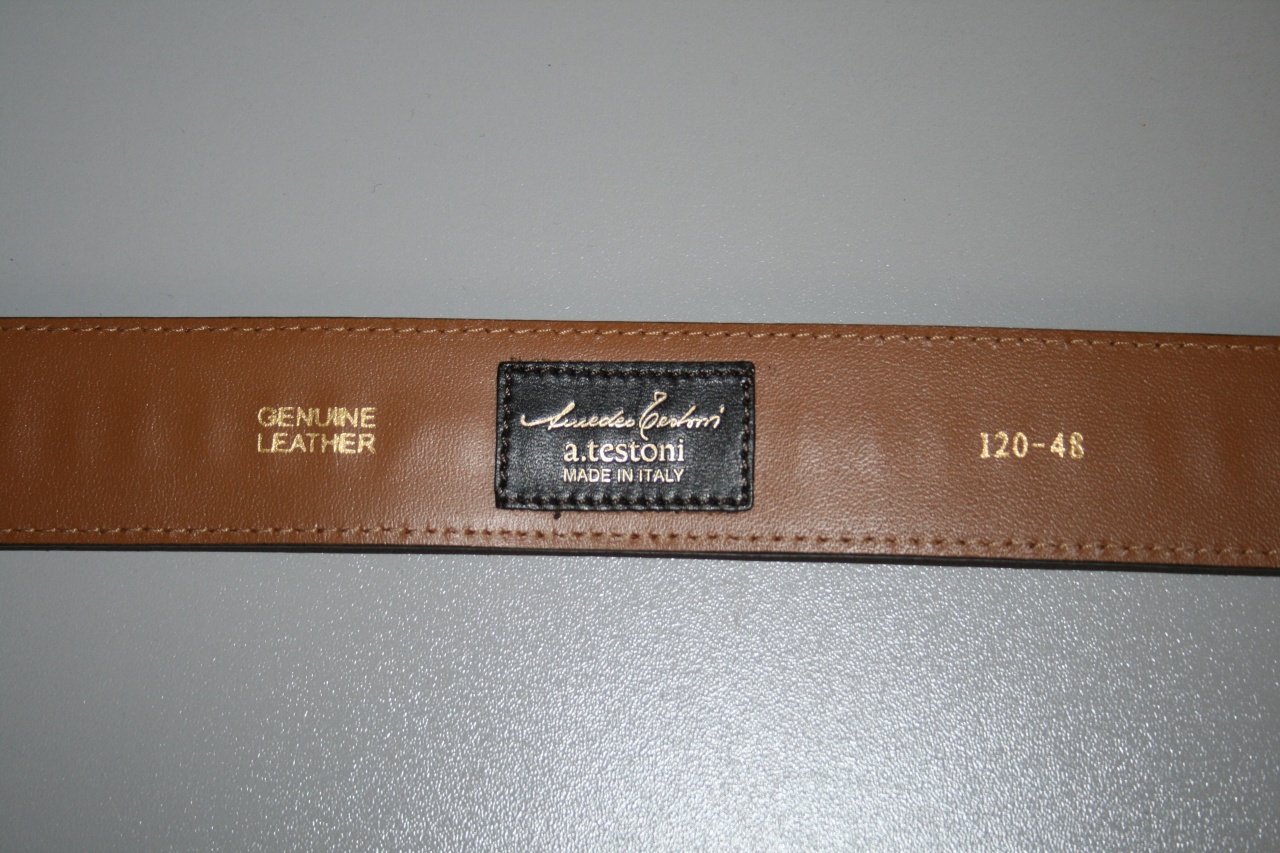 GENUINE
LEATHER
Amedeo Testoni
a.testoni
MADE IN ITALY
120-48